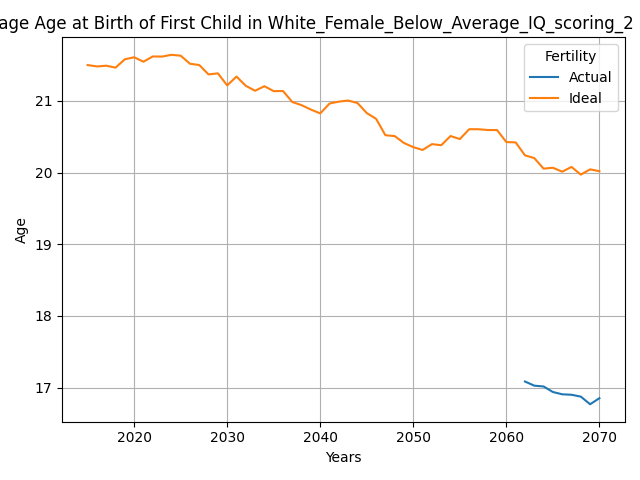 age Age at Birth of First Child in White_Female_Below_Average_IQ_scoring_2
Fertility
Actual
Ideal
Age
21
20
19
18
17
2020 2030 2040 2050 2060 2070
Years